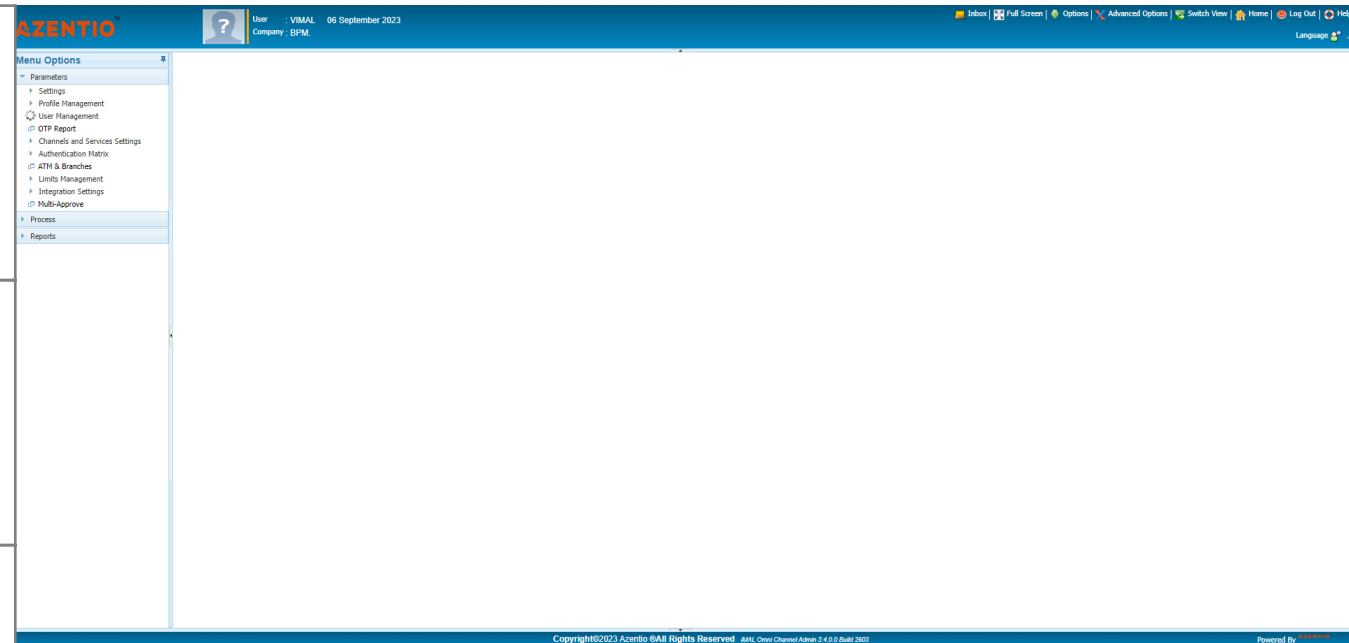 AZENTIO
User : VIMAL 06 September 2023
Company : BPM.
Inbox | Full Screen | Options | Advanced Options | Switch View | Home | Log Out | Help
Language
Menu Options
Parameters
Settings
Profile Management
User Management
OTP Report
Channels and Services Settings
Authentication Matrix
ATM & Branches
Limits Management
Integration Settings
Multi-Approve
Process
Reports
Copyright©2023 Azentio ®All Rights Reserved iMAL Omni Channel Admin 3.4.0.0 Build 2603
Powered By AZENTIO